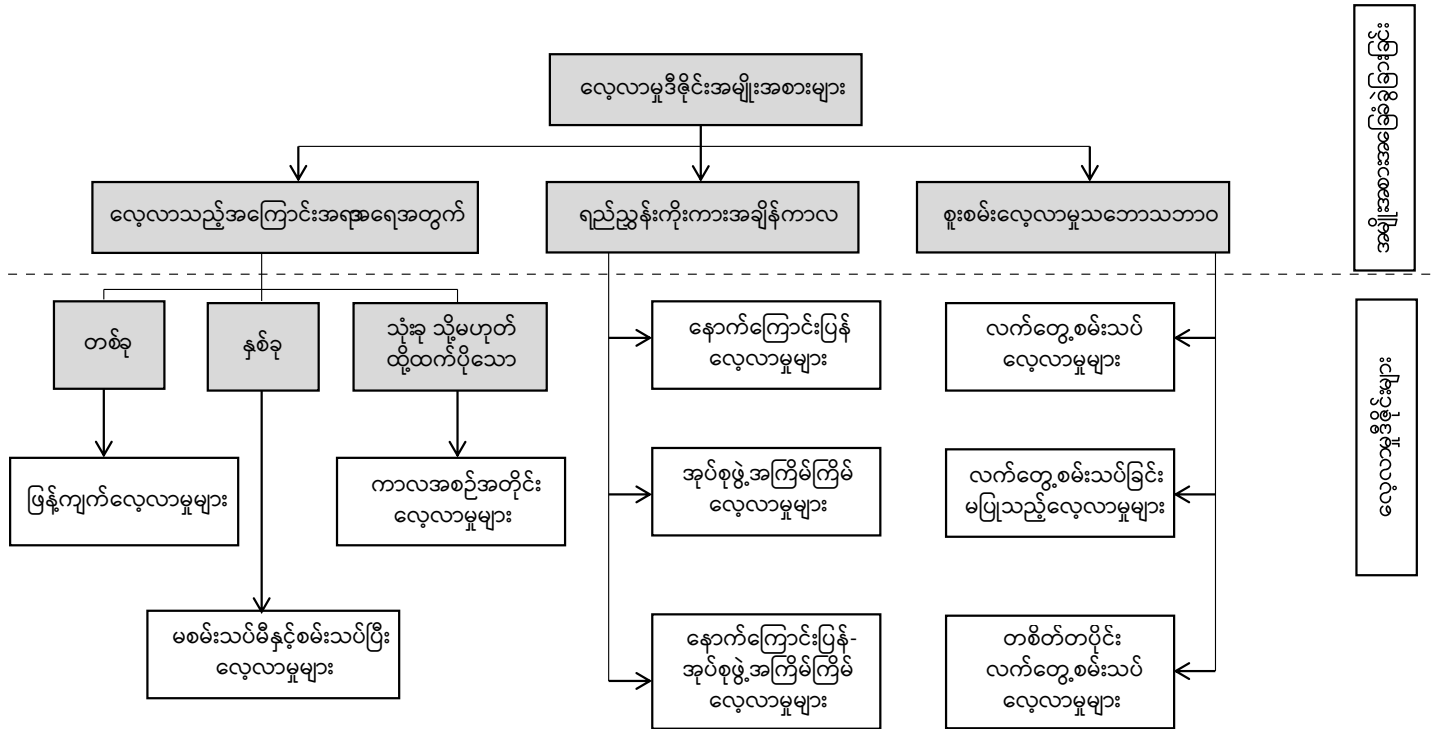 လေ့လာမှုဒီဇိုင်းအမျိုးအစားများ
လေ့လာသည့်အကြောင်းအရာအရေအတွက်
ရည်ညွှန်းကိုးကားအချိန်ကာလ
စူးစမ်းလေ့လာမှုသဘောသဘာဝ
တစ်ခု
နှစ်ခု
သုံးခု သို့မဟုတ်
ထို့ထက်ပိုသော
ဖြန့်ကျက်လေ့လာမှုများ
ကာလအစဉ်အတိုင်း
လေ့လာမှုများ
မစမ်းသပ်မီနှင့်စမ်းသပ်ပြီး
လေ့လာမှုများ
နောက်ကြောင်းပြန်
လေ့လာမှုများ
အုပ်စုဖွဲ့အကြိမ်ကြိမ်
လေ့လာမှုများ
နောက်ကြောင်းပြန်-
အုပ်စုဖွဲ့အကြိမ်ကြိမ်
လေ့လာမှုများ
လက်တွေ့စမ်းသပ်
လေ့လာမှုများ
လက်တွေ့စမ်းသပ်ခြင်း
မပြုသည့်လေ့လာမှုများ
တစိတ်တပိုင်း
လက်တွေ့စမ်းသပ်
လေ့လာမှုများ